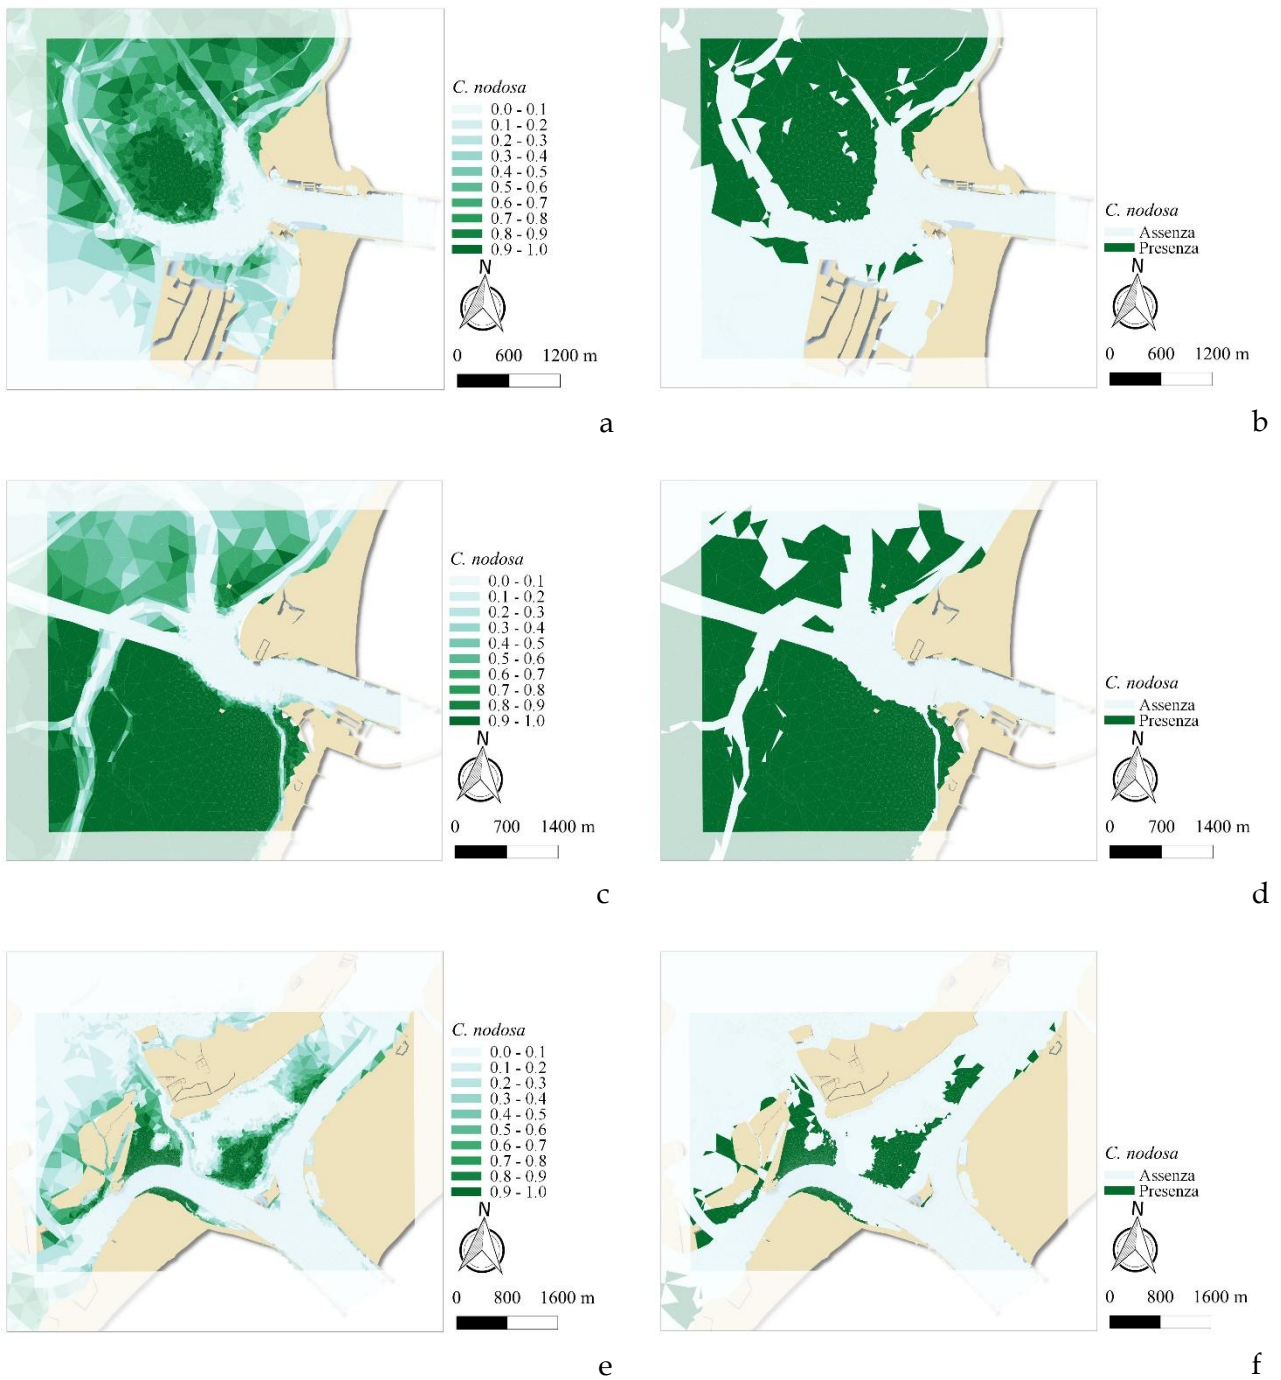 C. nodosa
0.0 - 0.1
0.1 - 0.2
0.2 - 0.3
0.3 - 0.4
0.4 - 0.5
0.5 - 0.6
0.6 - 0.7
0.7 - 0.8
0.8 - 0.9
0.9 - 1.0
N
0 600 1200 m
a
C. nodosa
Assenza
Presenza
N
0 600 1200 m
b
C. nodosa
0.0 - 0.1
0.1 - 0.2
0.2 - 0.3
0.3 - 0.4
0.4 - 0.5
0.5 - 0.6
0.6 - 0.7
0.7 - 0.8
0.8 - 0.9
0.9 - 1.0
N
0 700 1400 m
c
C. nodosa
Assenza
Presenza
N
0 700 1400 m
d
C. nodosa
0.0 - 0.1
0.1 - 0.2
0.2 - 0.3
0.3 - 0.4
0.4 - 0.5
0.5 - 0.6
0.6 - 0.7
0.7 - 0.8
0.8 - 0.9
0.9 - 1.0
N
0 800 1600 m
e
C. nodosa
Assenza
Presenza
N
0 800 1600 m
f